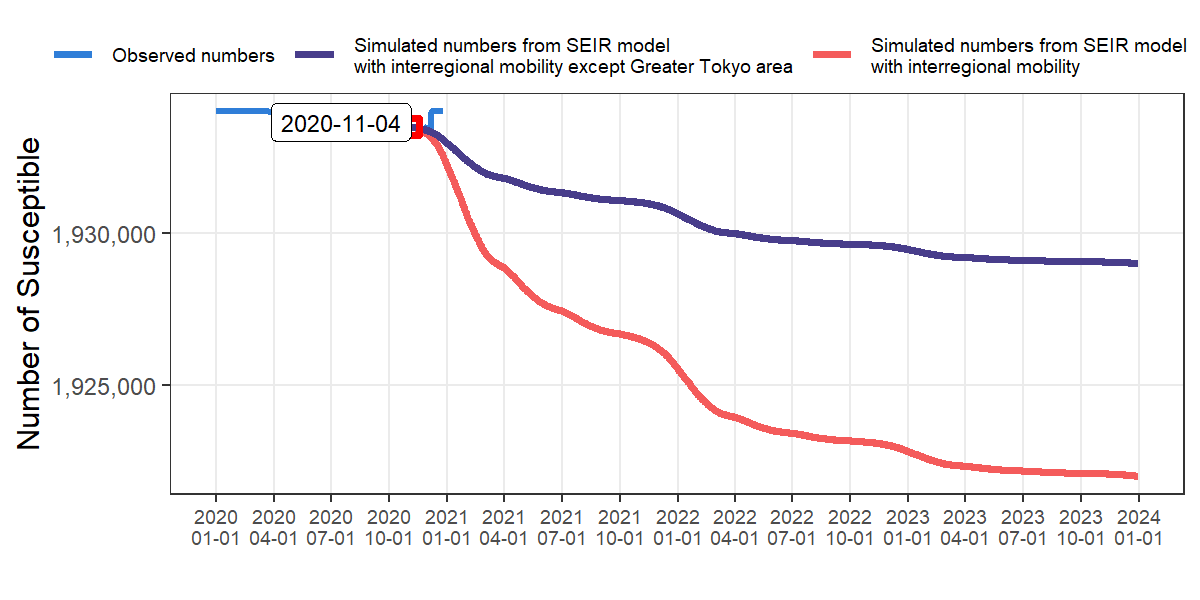 Observed numbers
Simulated numbers from SEIR model
with interregional mobility except Greater Tokyo area
Simulated numbers from SEIR model
with interregional mobility
2020-11-04
Number of Susceptible
1,930,000
1,925,000
2020 2020 2020 2020 2021 2021 2021 2021 2022 2022 2022 2022 2023 2023 2023 2023 2024
01-01 04-01 07-01 10-01 01-01 04-01 07-01 10-01 01-01 04-01 07-01 10-01 01-01 04-01 07-01 10-01 01-01